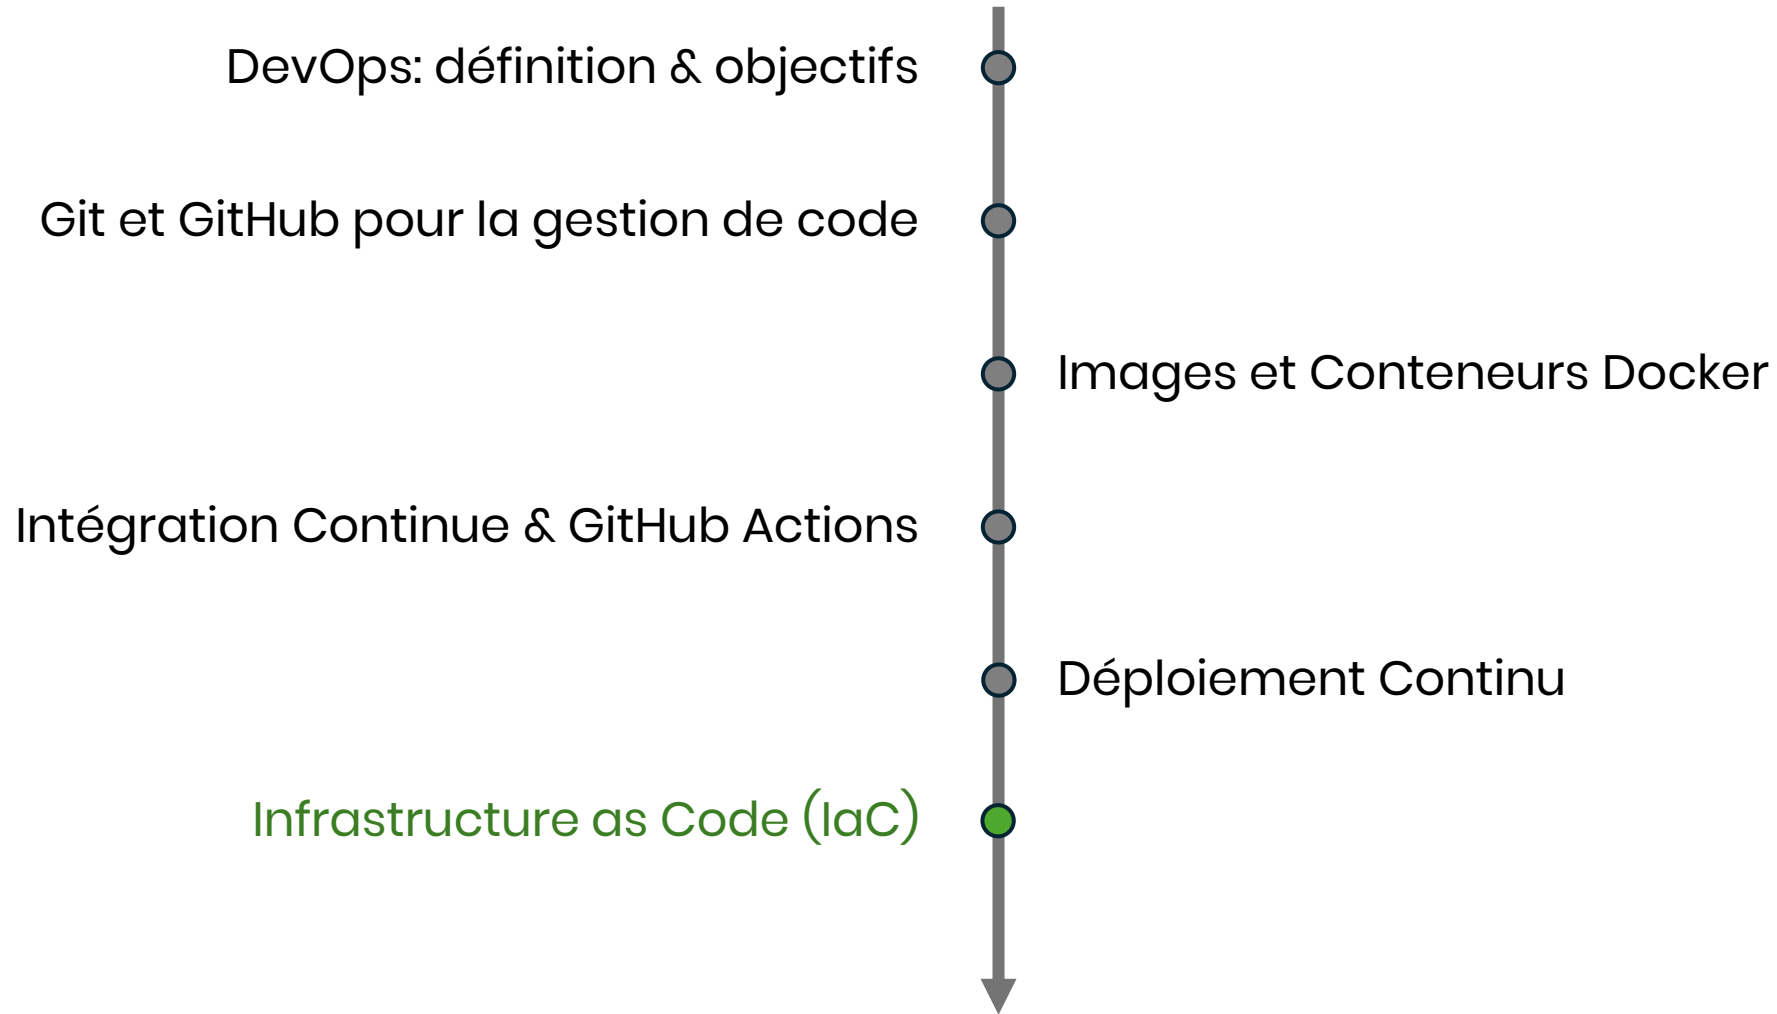 DevOps: définition & objectifs
Git et GitHub pour la gestion de code
Images et Conteneurs Docker
Intégration Continue & GitHub Actions
Déploiement Continu
Infrastructure as Code (IaC)